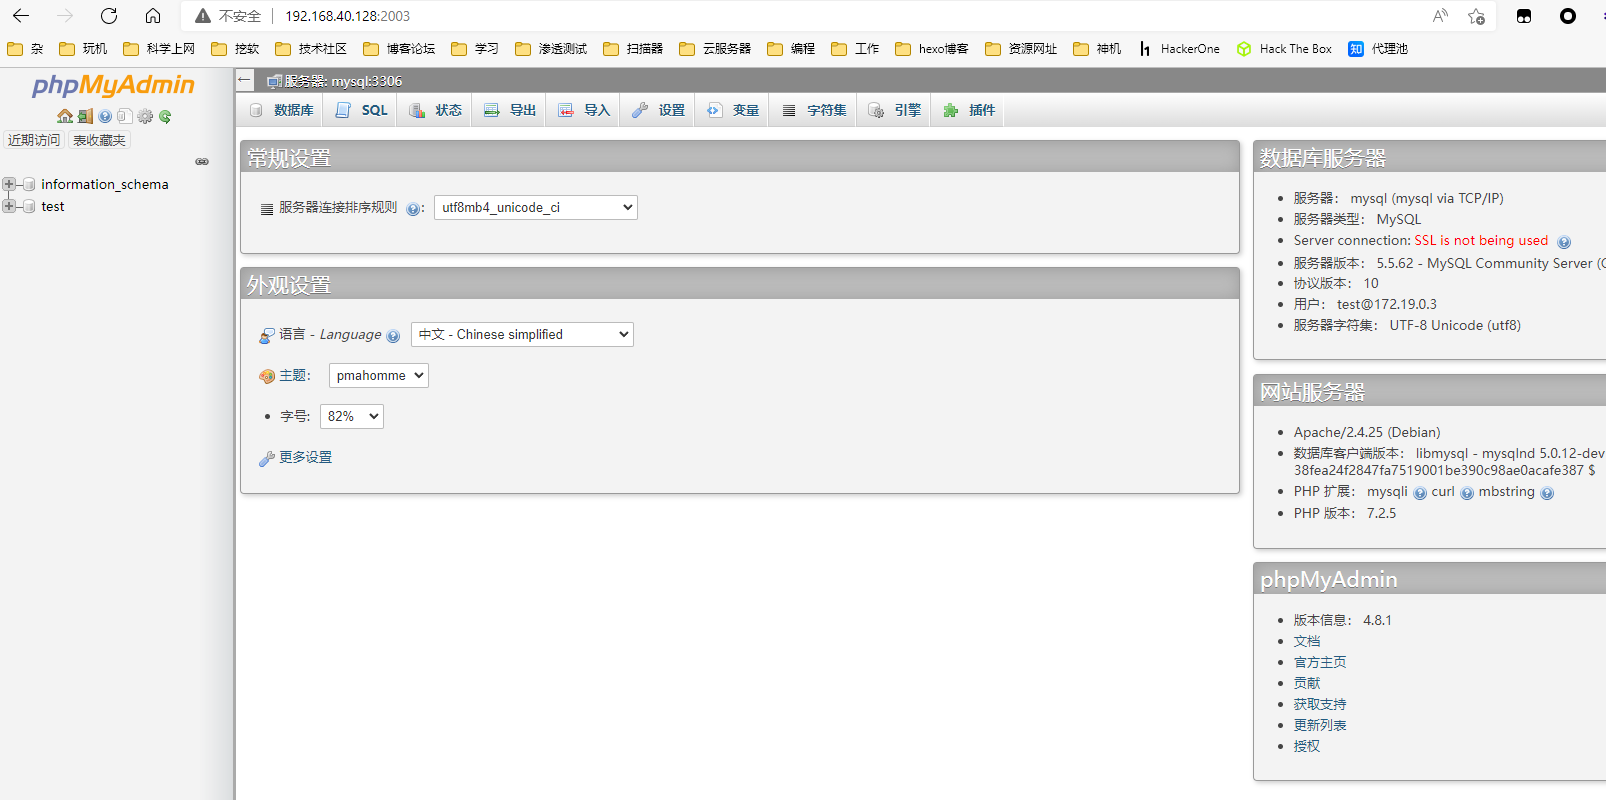 不安全 192.168.40.128:2003
杂 玩机 科学上网 挖软 技术社区 博客论坛 学习 渗透测试 扫描器 云服务器 编程 工作 hexo博客 资源网址 神机 HackerOne Hack The Box 代理池
phpMyAdmin
近期访问 表收藏夹
information_schema
test
服务器: mysql:3306
数据库 SQL 状态 导出 导入 设置 变量 字符集 引擎 插件
常规设置
服务器连接排序规则 : utf8mb4_unicode_ci
外观设置
语言 - Language 中文 - Chinese simplified
主题: pmahomme
字号: 82%
更多设置
数据库服务器
服务器: mysql (mysql via TCP/IP)
服务器类型: MySQL
Server connection: SSL is not being used
服务器版本: 5.5.62 - MySQL Community Server (
协议版本: 10
用户: test@172.19.0.3
服务器字符集: UTF-8 Unicode (utf8)
网站服务器
Apache/2.4.25 (Debian)
数据库客户端版本: libmysql - mysqlnd 5.0.12-dev
38fea24f2847fa7519001be390c98ae0acafe387 $
PHP 扩展: mysqli curl mbstring
PHP 版本: 7.2.5
phpMyAdmin
版本信息: 4.8.1
文档
官方主页
贡献
获取支持
更新列表
授权